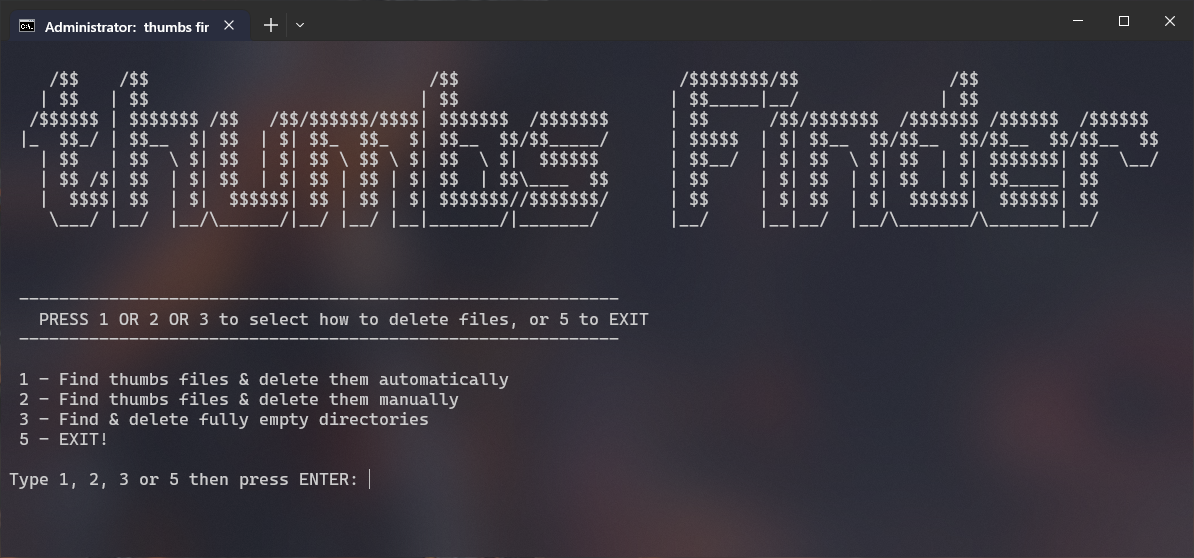 Administrator: thumbs fir
thumbs Finder
PRESS 1 OR 2 OR 3 to select how to delete files, or 5 to EXIT
1 - Find thumbs files & delete them automatically
2 - Find thumbs files & delete them manually
3 - Find & delete fully empty directories
5 - EXIT!
Type 1, 2, 3 or 5 then press ENTER: